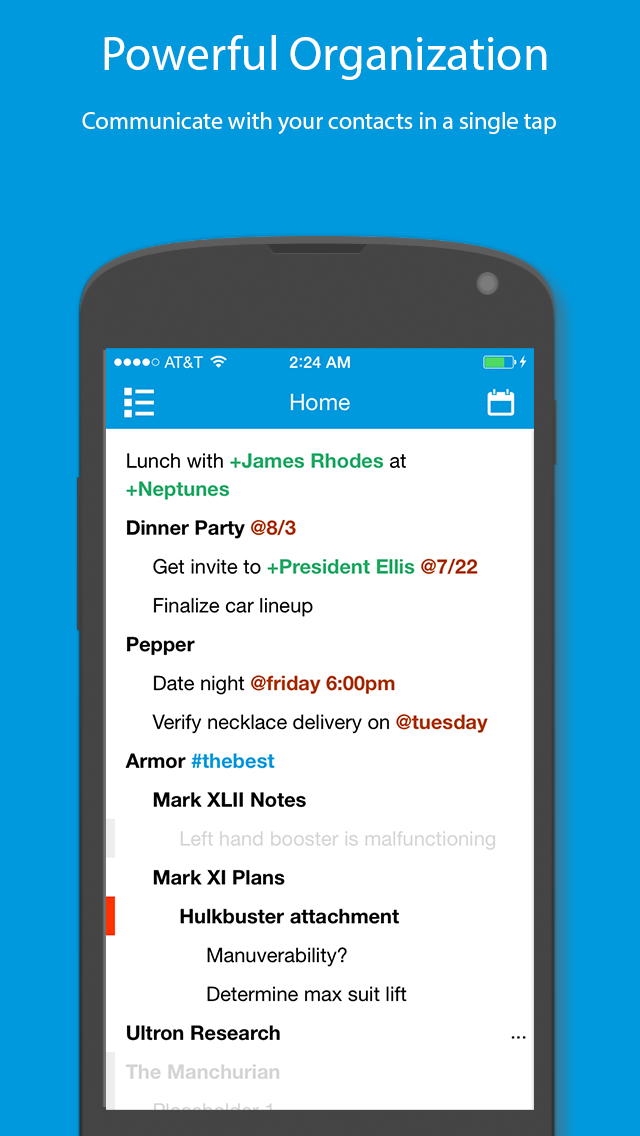 Powerful Organization
Communicate with your contacts in a single tap
AT&T
2:24 AM
Home
Lunch with +James Rhodes at
+Neptunes
Dinner Party @8/3
Get invite to +President Ellis @7/22
Finalize car lineup
Pepper
Date night @friday 6:00pm
Verify necklace delivery on @tuesday
Armor #thebest
Mark XLII Notes
Left hand booster is malfunctioning
Mark XI Plans
Hulkbuster attachment
Manuverability?
Determine max suit lift
Ultron Research ...
The Manchurian
Placeholder 1